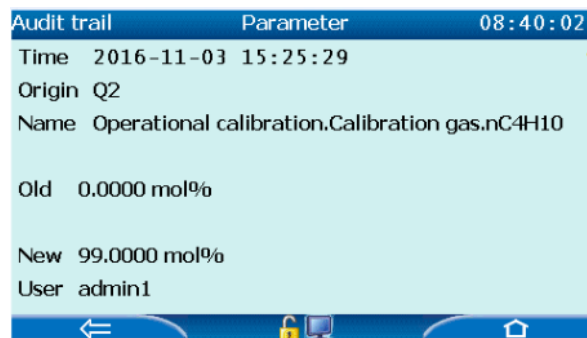 Audit trail Parameter 08:40:02
Time 2016-11-03 15:25:29
Origin Q2
Name Operational calibration.Calibration gas.nC4H10
Old 0.0000 mol%
New 99.0000 mol%
User admin1